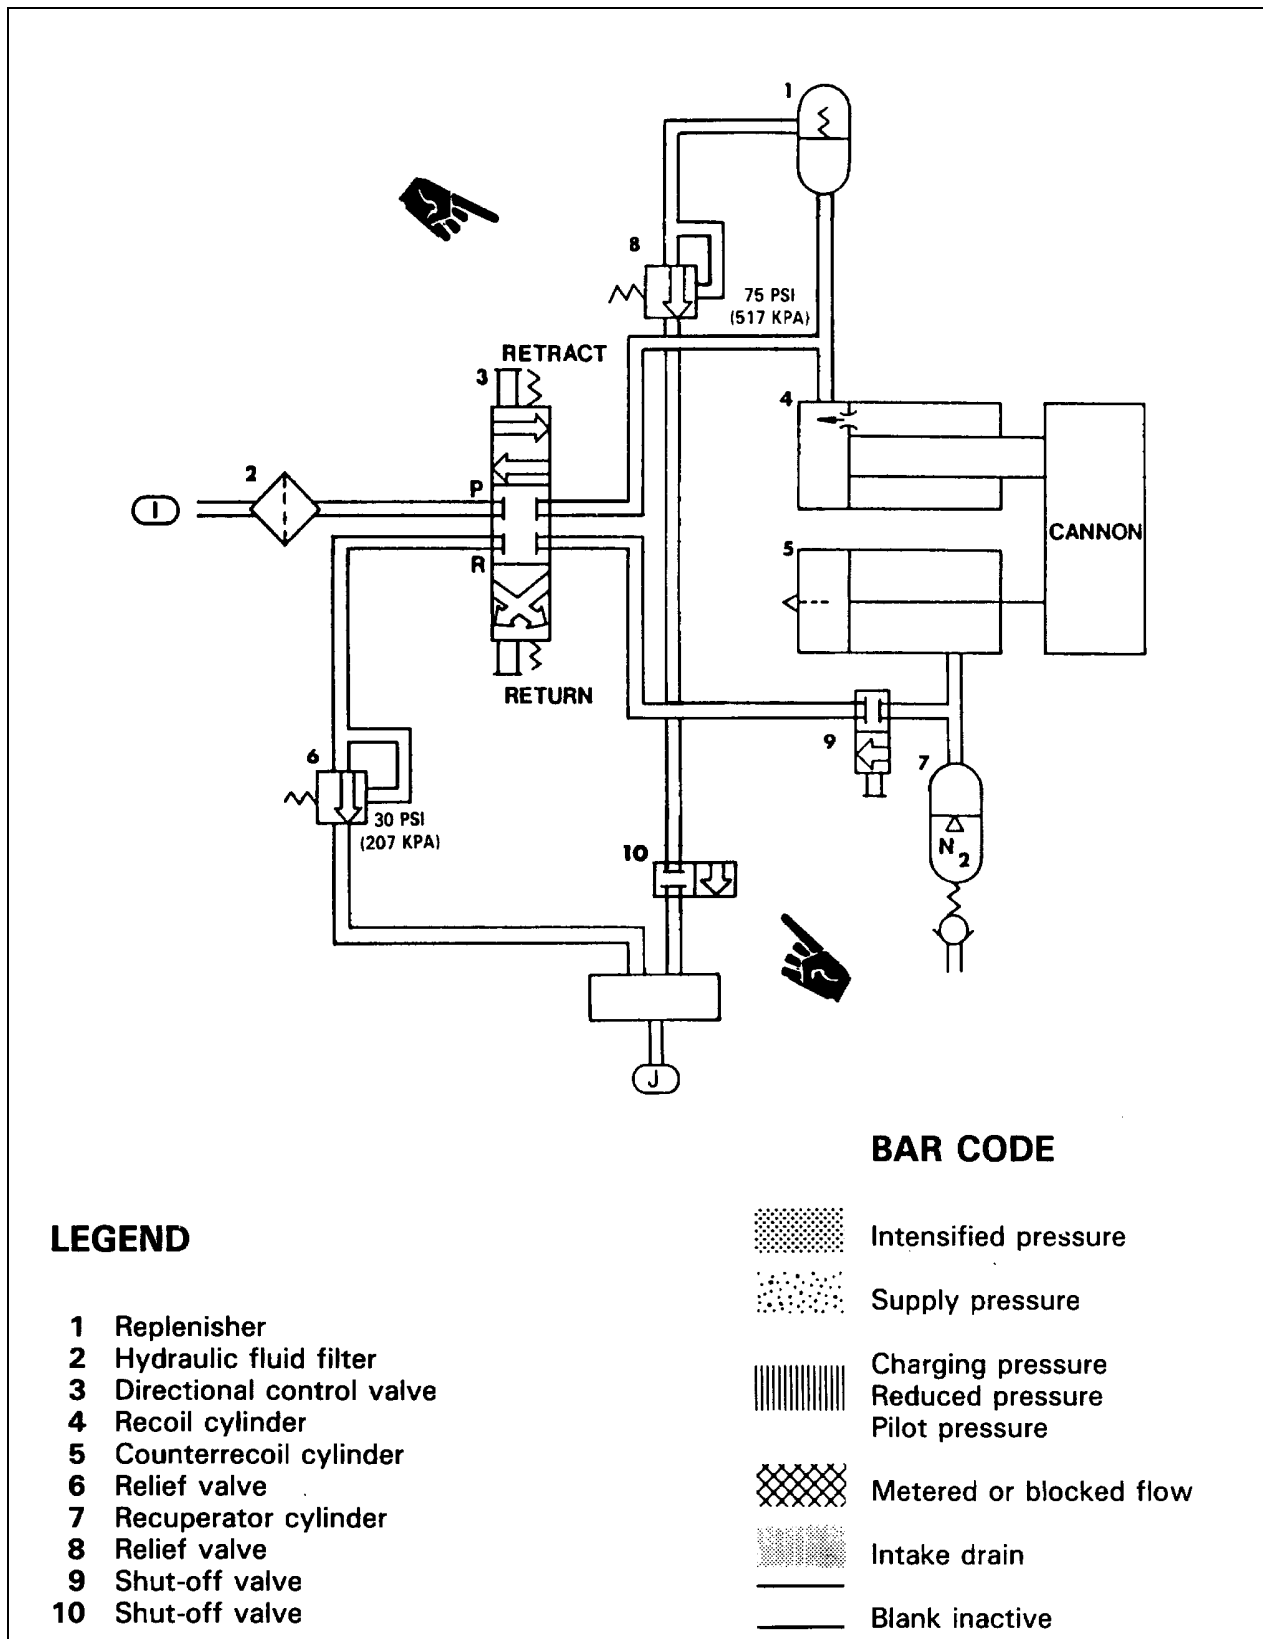 1
8
75 PSI
(517 KPA)
RETRACT
3
4
2
P
I
CANNON
5
R
RETURN
9
7
6
30 PSI
(207 KPA)
N2
10
J
BAR CODE
LEGEND
Intensified pressure
Supply pressure
1 Replenisher
2 Hydraulic fluid filter
3 Directional control valve
4 Recoil cylinder
5 Counterrecoil cylinder
6 Relief valve
7 Recuperator cylinder
8 Relief valve
9 Shut-off valve
10 Shut-off valve
Charging pressure
Reduced pressure
Pilot pressure
Metered or blocked flow
Intake drain
Blank inactive